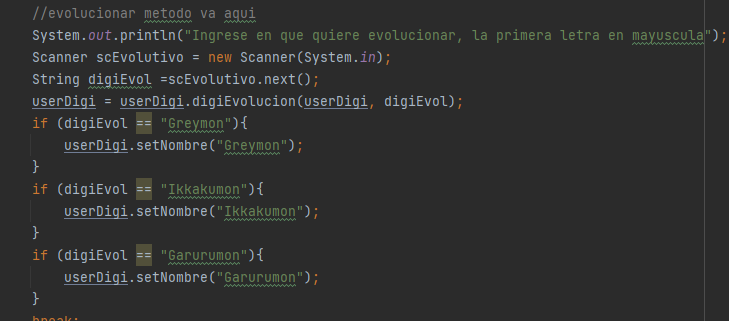 //evolucionar metodo va aqui
System.out.println("Ingrese en que quiere evolucionar, la primera letra en mayuscula");
Scanner scEvolutivo = new Scanner(System.in);
String digiEvol =scEvolutivo.next();
userDigi = userDigi.digiEvolucion(userDigi, digiEvol);
if (digiEvol == "Greymon"){
userDigi.setNombre("Greymon");
}
if (digiEvol == "Ikkakumon"){
userDigi.setNombre("Ikkakumon");
}
if (digiEvol == "Garurumon"){
userDigi.setNombre("Garurumon");
}
break;